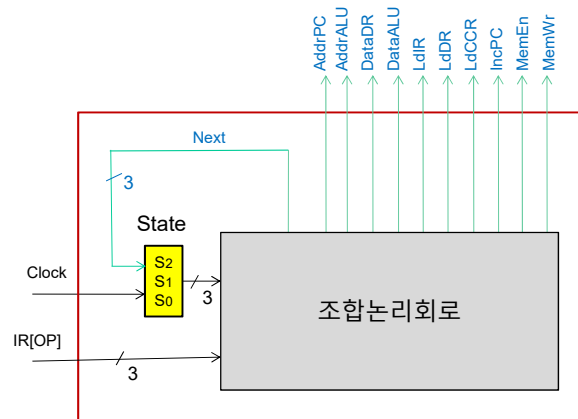 AddrPC
AddrALU
DataDR
DataALU
LdIR
LdDR
LdCCR
IncPC
MemEn
MemWr
Next
3
State
Clock
S2
S1
S0
3
조합논리회로
IR[OP]
3